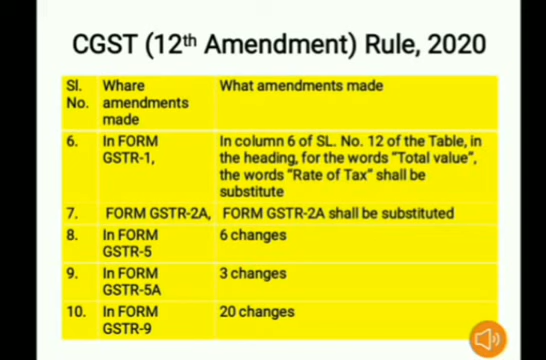 CGST (12th Amendment) Rule, 2020
Sl. Whare What amendments made
No. amendments
made
6. In FORM In column 6 of SL. No. 12 of the Table, in
GSTR-1, the heading, for the words "Total value",
the words "Rate of Tax" shall be
substitute
7. FORM GSTR-2A, FORM GSTR-2A shall be substituted
8. In FORM 6 changes
GSTR-5
9. In FORM 3 changes
GSTR-5A
10. In FORM 20 changes
GSTR-9